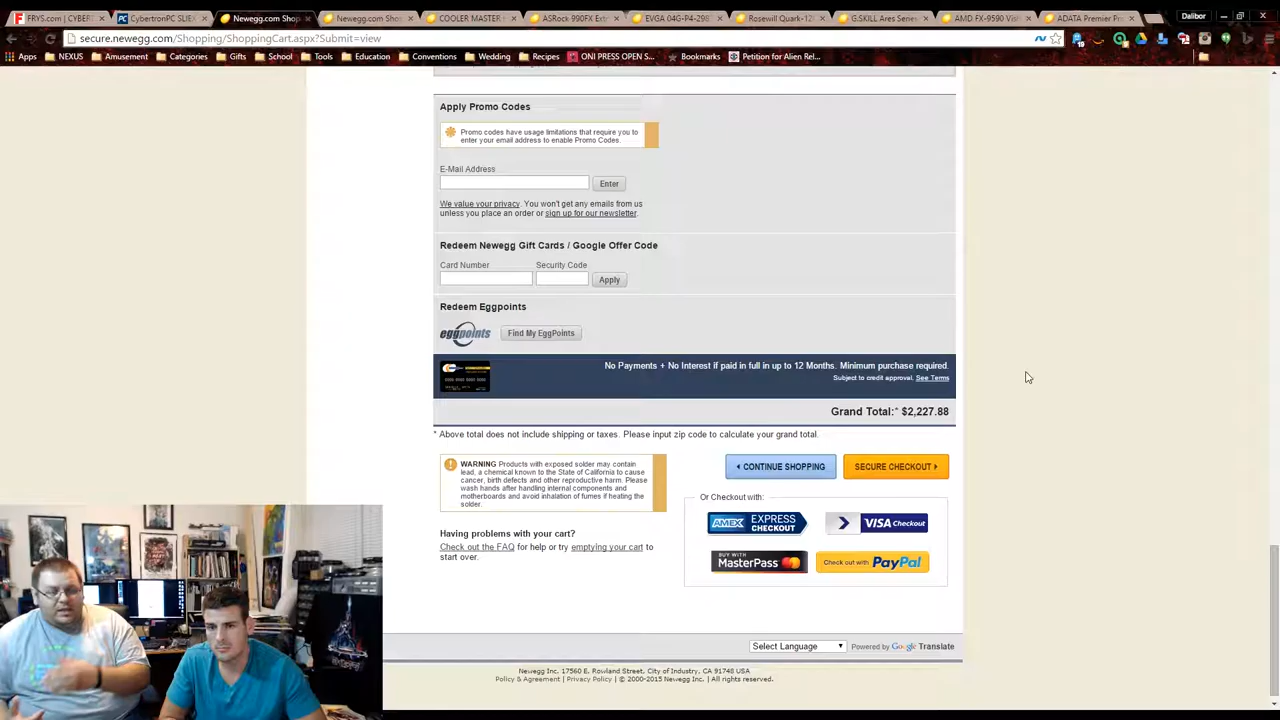 FRYS.com | CYBER
CybertronPC SLIEX
Newegg.com Shop
Newegg.com Shop
COOLER MASTER
ASRock 990FX Extr
EVGA 04G-P4-298
Rosewill Quark-12
G.SKILL Ares Series
AMD FX-9590 Vis
ADATA Premier Pr
Dalibor
secure.newegg.com/Shopping/ShoppingCart.aspx?Submit=view
Apps
NEXUS
Amusement
Categories
Gifts
School
Tools
Education
Conventions
Wedding
Recipes
ONI PRESS OPEN S...
Bookmarks
Petition for Alien Rel...
Apply Promo Codes
Promo codes have usage limitations that require you to
enter your email address to enable Promo Codes.
E-Mail Address
Enter
We value your privacy. You won't get any emails from us
unless you place an order or sign up for our newsletter.
Redeem Newegg Gift Cards / Google Offer Code
Card Number Security Code
Apply
Redeem Eggpoints
eggpoints Find My EggPoints
No Payments + No Interest if paid in full in up to 12 Months. Minimum purchase required.
Subject to credit approval. See Terms
Grand Total:* $2,227.88
* Above total does not include shipping or taxes. Please input zip code to calculate your grand total.
WARNING Products with exposed solder may contain
lead, a chemical known to the State of California to cause
cancer, birth defects and other reproductive harm. Please
wash hands after handling internal components and
motherboards and avoid inhalation of fumes if heating the
solder.
CONTINUE SHOPPING
SECURE CHECKOUT
Or Checkout with:
AMEX EXPRESS CHECKOUT
VISA Checkout
BUY WITH MasterPass
Check out with PayPal
Having problems with your cart?
Check out the FAQ for help or try emptying your cart to
start over.
Select Language
Powered by Google Translate
Newegg Inc. 17560 E. Rowland Street, City of Industry, CA 91748 USA
Policy & Agreement | Privacy Policy | © 2000-2015 Newegg Inc. | All rights reserved.